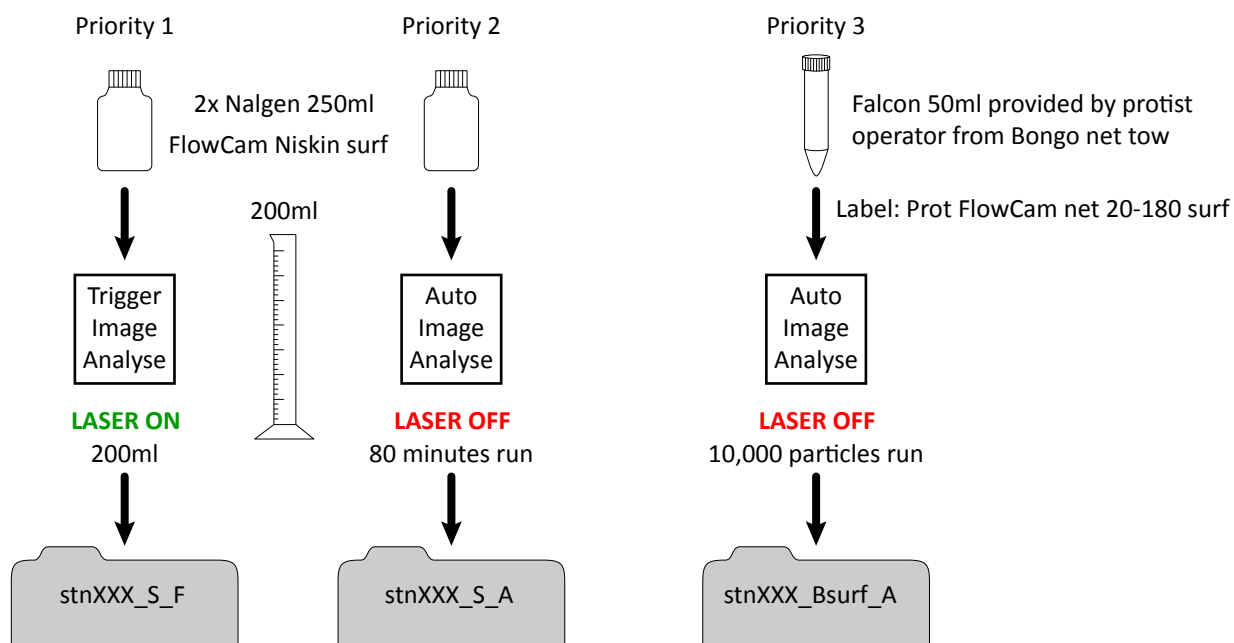 Priority 1
Priority 2
Priority 3
2x Nalgen 250ml
FlowCam Niskin surf
Falcon 50ml provided by protist
operator from Bongo net tow
200ml
Label: Prot FlowCam net 20-180 surf
Trigger
Image
Analyse
Auto
Image
Analyse
Auto
Image
Analyse
LASER ON
200ml
LASER OFF
80 minutes run
LASER OFF
10,000 particles run
stnXXX_S_F
stnXXX_S_A
stnXXX_Bsurf_A